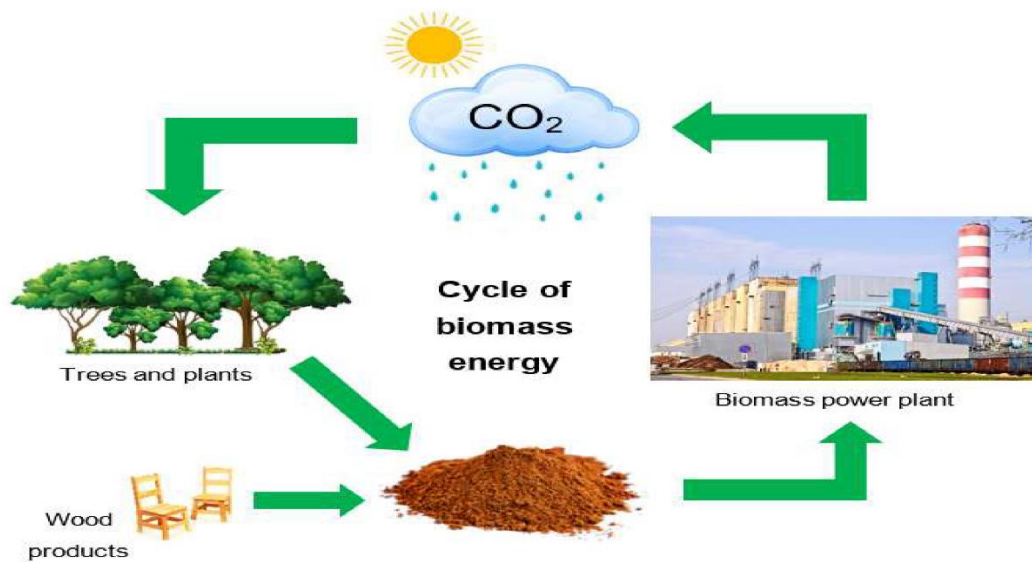 CO₂
Cycle of
biomass
energy
Trees and plants
Biomass power plant
Wood
products